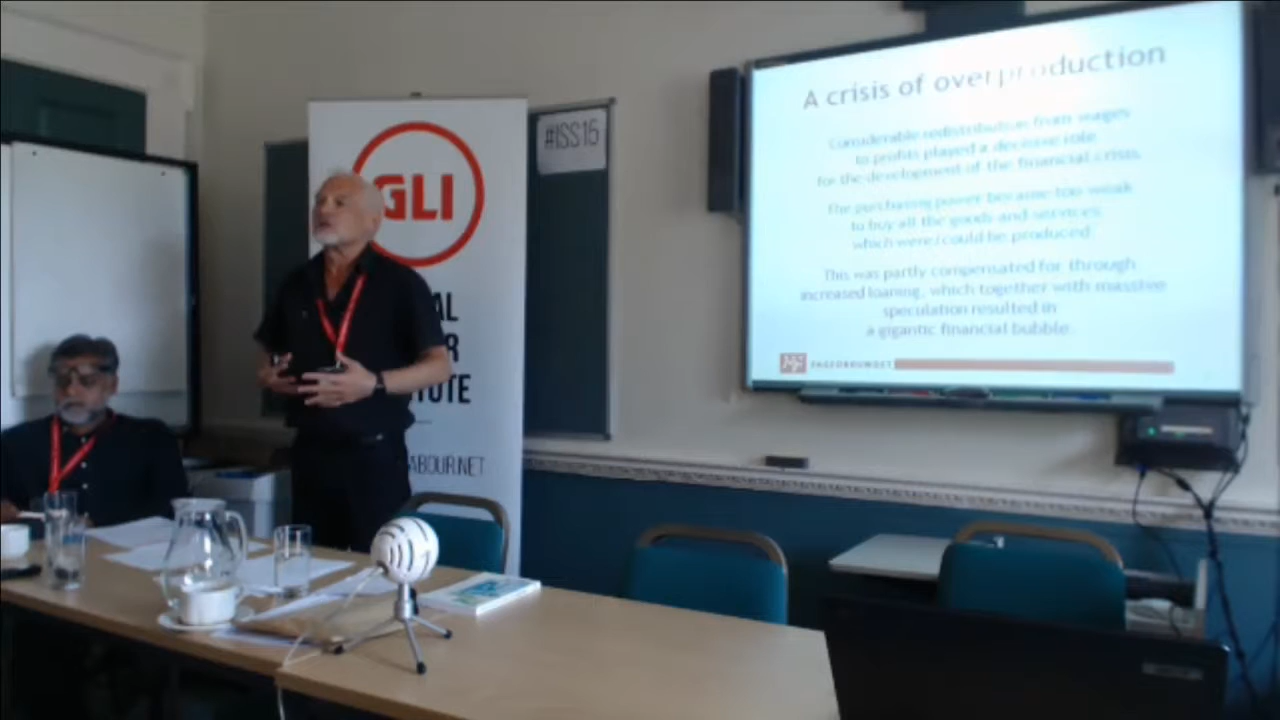 A crisis of overproduction
Considerable redistribution from wages
to profits played a decisive role
for the development of the financial crisis.
The purchasing power became too weak
to buy all the goods and services
which were/could be produced
This was partly compensated for through
increased loaning, which together with massive
speculation resulted in
a gigantic financial bubble.
FAGFORBUNDET
#ISS15
GLI
AL
R
TUTE
ABOUR.NET